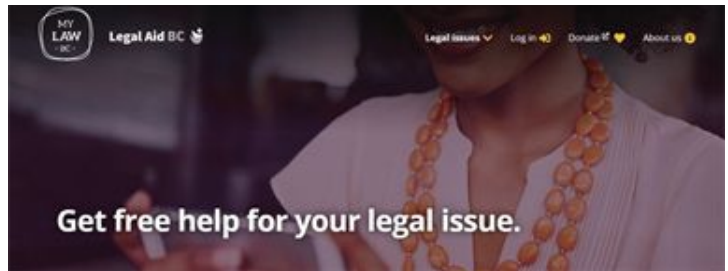 MY
LAW
- BC -
Legal Aid BC
Legal issues
Log in
Donate
About us
Get free help for your legal issue.